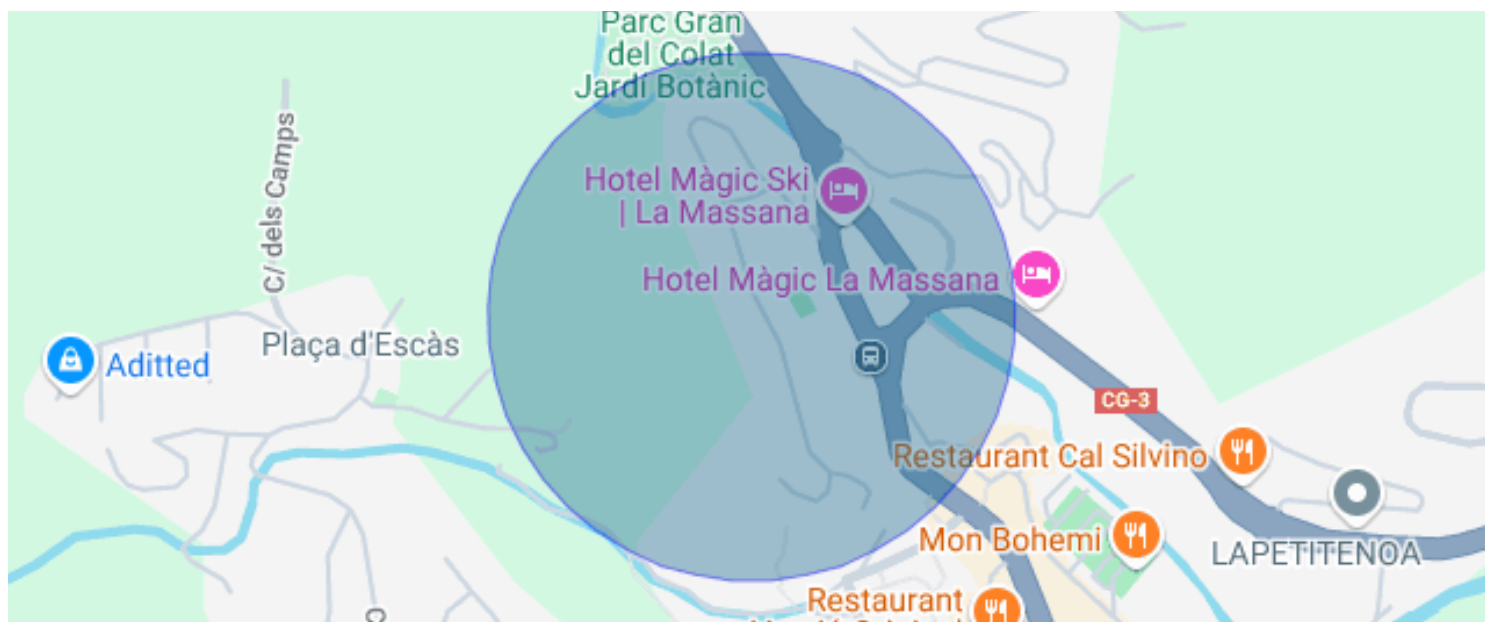 Parc Gran
del Colat
Jardí Botànic
C/ dels Camps
Hotel Màgic Ski
| La Massana
Hotel Màgic La Massana
Plaça d'Escàs
Aditted
CG-3
Restaurant Cal Silvino
Mon Bohemi
LAPETITENOA
Restaurant